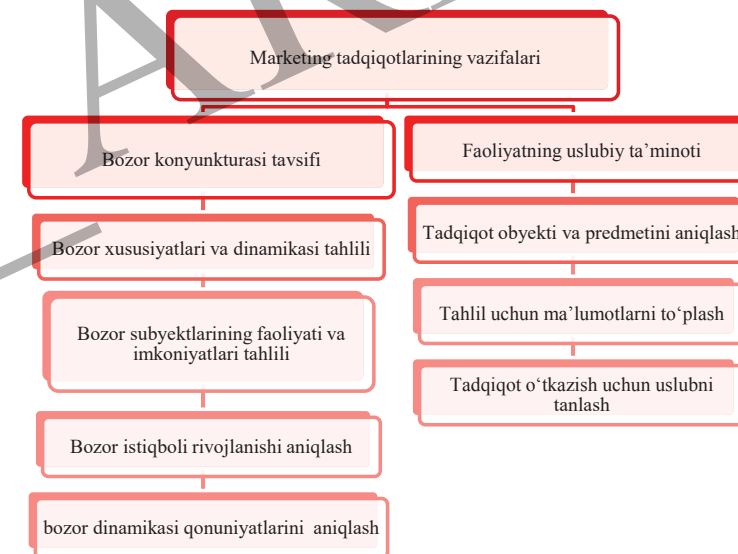 Marketing tadqiqotlarining vazifalari
Bozor konyunkturasi tavsifi
Bozor xususiyatlari va dinamikasi tahlili
Bozor subyektlarining faoliyati va
imkoniyatlari tahlili
Bozor istiqboli rivojlanishi aniqlash
bozor dinamikasi qonuniyatlarini aniqlash
Faoliyatning uslubiy ta’minoti
Tadqiqot obyekti va predmetini aniqlash
Tahlil uchun ma’lumotlarni to‘plash
Tadqiqot o‘tkazish uchun uslubni
tanlash